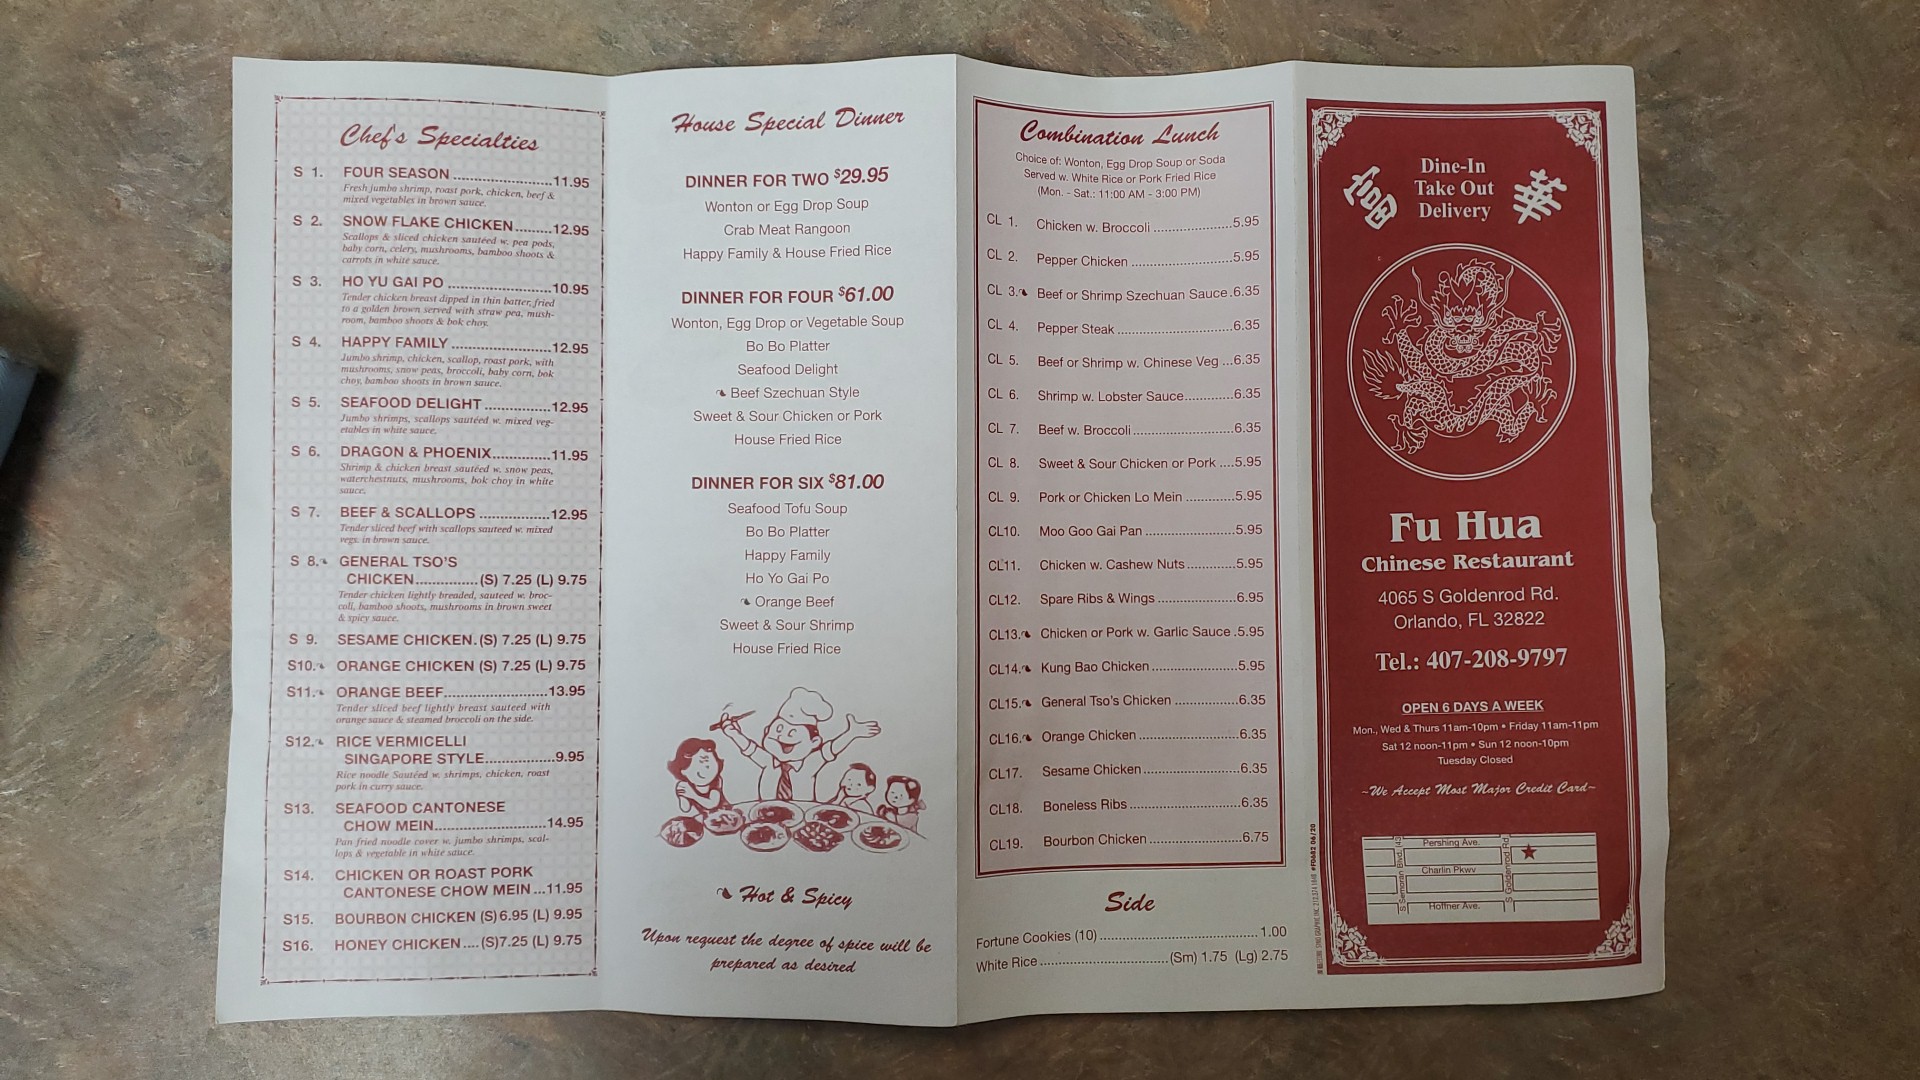 Chef's Specialties
S 1. FOUR SEASON ........................11.95
Fresh jumbo shrimp, roast pork, chicken, beef &
mixed vegetables in brown sauce.
S 2. SNOW FLAKE CHICKEN.........12.95
Scallops & sliced chicken sautéed w. pea pods,
baby corn, celery, mushrooms, bamboo shoots &
carrots in white sauce.
S 3. HO YU GAI PO .........................10.95
Tender chicken breast dipped in thin batter, fried
to a golden brown served with straw pea, mush-
room, bamboo shoots & bok choy.
S 4. HAPPY FAMILY ........................12.95
Jumbo shrimp, chicken, scallop, roast pork, with
mushrooms, snow peas, broccoli, baby corn, bok
choy, bamboo shoots in brown sauce.
S 5. SEAFOOD DELIGHT ................12.95
Jumbo shrimps, scallops sautéed w. mixed veg-
etables in white sauce.
S 6. DRAGON & PHOENIX..............11.95
Shrimp & chicken breast sautéed w. snow peas,
waterchestnuts, mushrooms, bok choy in white
sauce.
S 7. BEEF & SCALLOPS .................12.95
Tender sliced beef with scallops sauteed w. mixed
vegs. in brown sauce.
S 8. GENERAL TSO'S
CHICKEN...............(S) 7.25 (L) 9.75
Tender chicken lightly breaded, sauteed w. broc-
coli, bamboo shoots, mushrooms in brown sweet
& spicy sauce.
S 9. SESAME CHICKEN.(S) 7.25 (L) 9.75
S10. ORANGE CHICKEN (S) 7.25 (L) 9.75
S11. ORANGE BEEF.........................13.95
Tender sliced beef lightly breast sauteed with
orange sauce & steamed broccoli on the side.
S12. RICE VERMICELLI
SINGAPORE STYLE.................9.95
Rice noodle Sautéed w. shrimps, chicken, roast
pork in curry sauce.
S13. SEAFOOD CANTONESE
CHOW MEIN...........................14.95
Pan fried noodle cover w. jumbo shrimps, scal-
lops & vegetable in white sauce.
S14. CHICKEN OR ROAST PORK
CANTONESE CHOW MEIN ...11.95
S15. BOURBON CHICKEN (S) 6.95 (L) 9.95
S16. HONEY CHICKEN....(S)7.25 (L) 9.75
House Special Dinner
DINNER FOR TWO $29.95
Wonton or Egg Drop Soup
Crab Meat Rangoon
Happy Family & House Fried Rice
DINNER FOR FOUR $61.00
Wonton, Egg Drop or Vegetable Soup
Bo Bo Platter
Seafood Delight
Beef Szechuan Style
Sweet & Sour Chicken or Pork
House Fried Rice
DINNER FOR SIX $81.00
Seafood Tofu Soup
Bo Bo Platter
Happy Family
Ho Yo Gai Po
Orange Beef
Sweet & Sour Shrimp
House Fried Rice
Hot & Spicy
Upon request the degree of spice will be
prepared as desired
Combination Lunch
Choice of: Wonton, Egg Drop Soup or Soda
Served w. White Rice or Pork Fried Rice
(Mon. - Sat.: 11:00 AM - 3:00 PM)
CL 1. Chicken w. Broccoli .....................5.95
CL 2. Pepper Chicken ...........................5.95
CL 3. Beef or Shrimp Szechuan Sauce.6.35
CL 4. Pepper Steak ...............................6.35
CL 5. Beef or Shrimp w. Chinese Veg ...6.35
CL 6. Shrimp w. Lobster Sauce.............6.35
CL 7. Beef w. Broccoli...........................6.35
CL 8. Sweet & Sour Chicken or Pork ....5.95
CL 9. Pork or Chicken Lo Mein .............5.95
CL10. Moo Goo Gai Pan ........................5.95
CL11. Chicken w. Cashew Nuts.............5.95
CL12. Spare Ribs & Wings .....................6.95
CL13. Chicken or Pork w. Garlic Sauce .5.95
CL14. Kung Bao Chicken .......................5.95
CL15. General Tso's Chicken .................6.35
CL16. Orange Chicken ...........................6.35
CL17. Sesame Chicken..........................6.35
CL18. Boneless Ribs ..............................6.35
CL19. Bourbon Chicken .........................6.75
Side
Fortune Cookies (10) ..........................................1.00
White Rice..................................(Sm) 1.75 (Lg) 2.75
富 華
Dine-In
Take Out
Delivery
Fu Hua
Chinese Restaurant
4065 S Goldenrod Rd.
Orlando, FL 32822
Tel.: 407-208-9797
OPEN 6 DAYS A WEEK
Mon., Wed & Thurs 11am-10pm • Friday 11am-11pm
Sat 12 noon-11pm • Sun 12 noon-10pm
Tuesday Closed
~We Accept Most Major Credit Card~
Pershing Ave.
Charlin Pkwv
Hoffner Ave.
S Semoran Blvd.
S Goldenrod Rd
#F0682 06/20